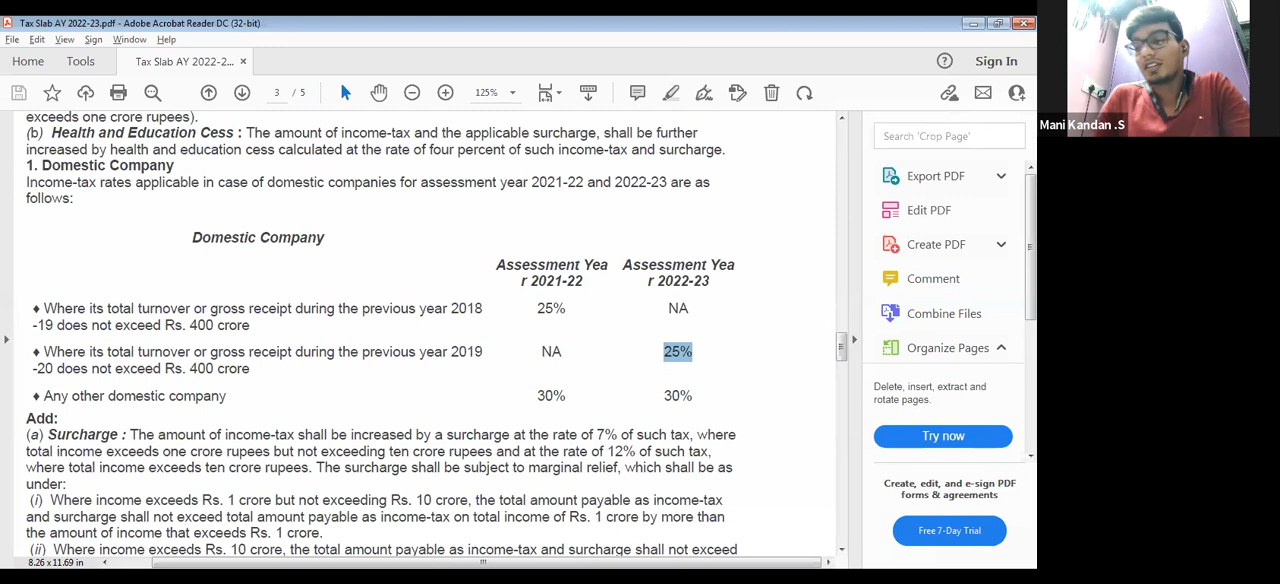 Tax Slab AY 2022-23.pdf - Adobe Acrobat Reader DC (32-bit)
File Edit View Sign Window Help
Home Tools Tax Slab AY 2022-2... × Sign In
3 / 5 125%
exceeds one crore rupees).
(b) Health and Education Cess : The amount of income-tax and the applicable surcharge, shall be further
increased by health and education cess calculated at the rate of four percent of such income-tax and surcharge.
1. Domestic Company
Income-tax rates applicable in case of domestic companies for assessment year 2021-22 and 2022-23 are as
follows:
Domestic Company
Assessment Yea Assessment Yea
r 2021-22 r 2022-23
♦ Where its total turnover or gross receipt during the previous year 2018 25% NA
-19 does not exceed Rs. 400 crore
♦ Where its total turnover or gross receipt during the previous year 2019 NA 25%
-20 does not exceed Rs. 400 crore
♦ Any other domestic company 30% 30%
Add:
(a) Surcharge : The amount of income-tax shall be increased by a surcharge at the rate of 7% of such tax, where
total income exceeds one crore rupees but not exceeding ten crore rupees and at the rate of 12% of such tax,
where total income exceeds ten crore rupees. The surcharge shall be subject to marginal relief, which shall be as
under:
(i) Where income exceeds Rs. 1 crore but not exceeding Rs. 10 crore, the total amount payable as income-tax
and surcharge shall not exceed total amount payable as income-tax on total income of Rs. 1 crore by more than
the amount of income that exceeds Rs. 1 crore.
(ii) Where income exceeds Rs. 10 crore, the total amount payable as income-tax and surcharge shall not exceed
8.26 x 11.69 in
Search 'Crop Page'
Export PDF
Edit PDF
Create PDF
Comment
Combine Files
Organize Pages
Delete, insert, extract and
rotate pages.
Try now
Create, edit, and e-sign PDF
forms & agreements
Free 7-Day Trial
Mani Kandan .S